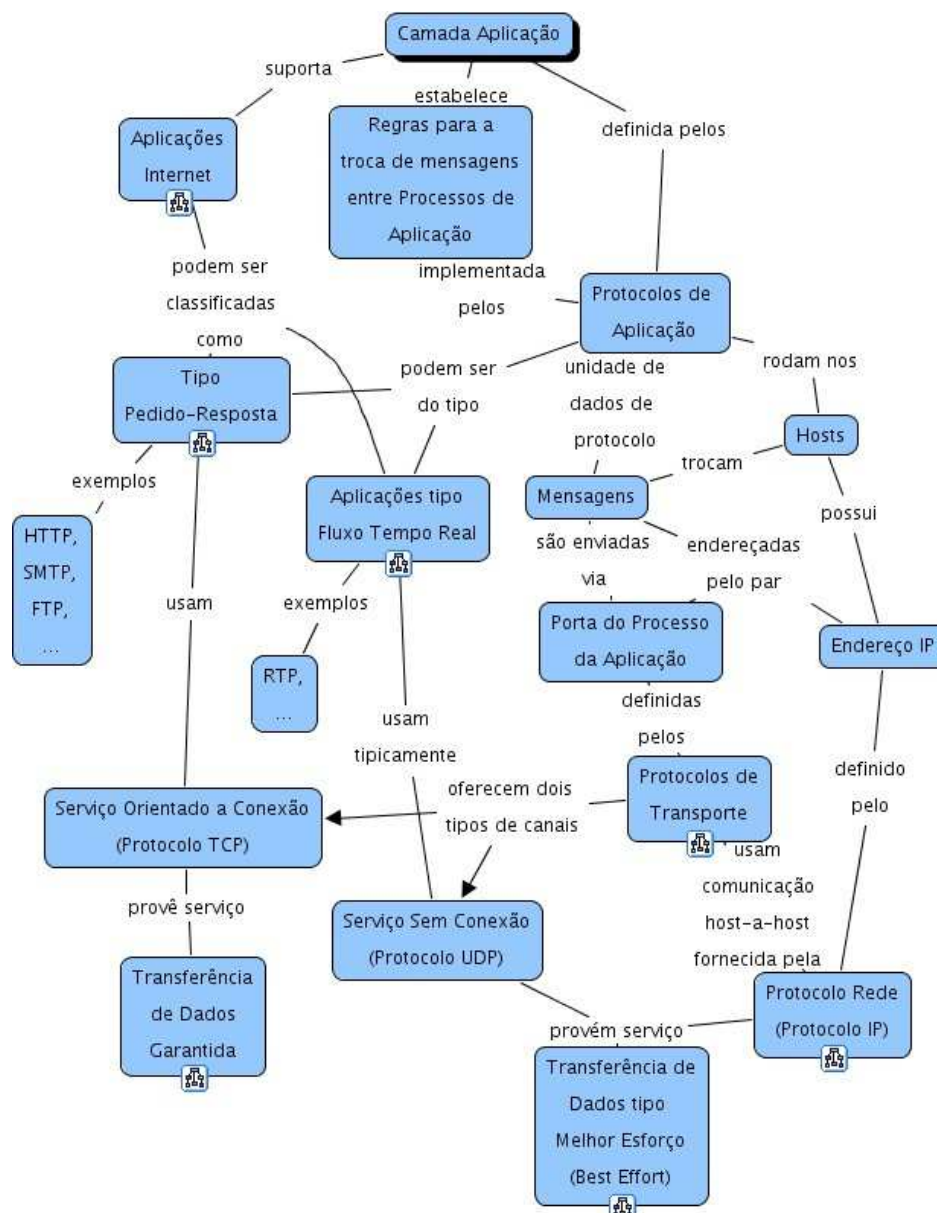 Camada Aplicação
suporta
estabelece
definida pelos
Aplicações
Internet
Regras para a
troca de mensagens
entre Processos de
Aplicação
podem ser
classificadas
como
implementada
pelos
Protocolos de
Aplicação
Tipo
Pedido-Resposta
podem ser
do tipo
unidade de
dados de
protocolo
rodam nos
Hosts
trocam
exemplos
Aplicações tipo
Fluxo Tempo Real
Mensagens
possui
HTTP,
SMTP,
FTP,
...
usam
exemplos
são enviadas
via
endereçadas
pelo par
Porta do Processo
da Aplicação
Endereço IP
RTP,
...
usam
tipicamente
definidas
pelos
definido
pelo
Serviço Orientado a Conexão
(Protocolo TCP)
oferecem dois
tipos de canais
Protocolos de
Transporte
usam
comunicação
host-a-host
fornecida pela
provê serviço
Serviço Sem Conexão
(Protocolo UDP)
Transferência
de Dados
Garantida
provém serviço
Protocolo Rede
(Protocolo IP)
Transferência de
Dados tipo
Melhor Esforço
(Best Effort)